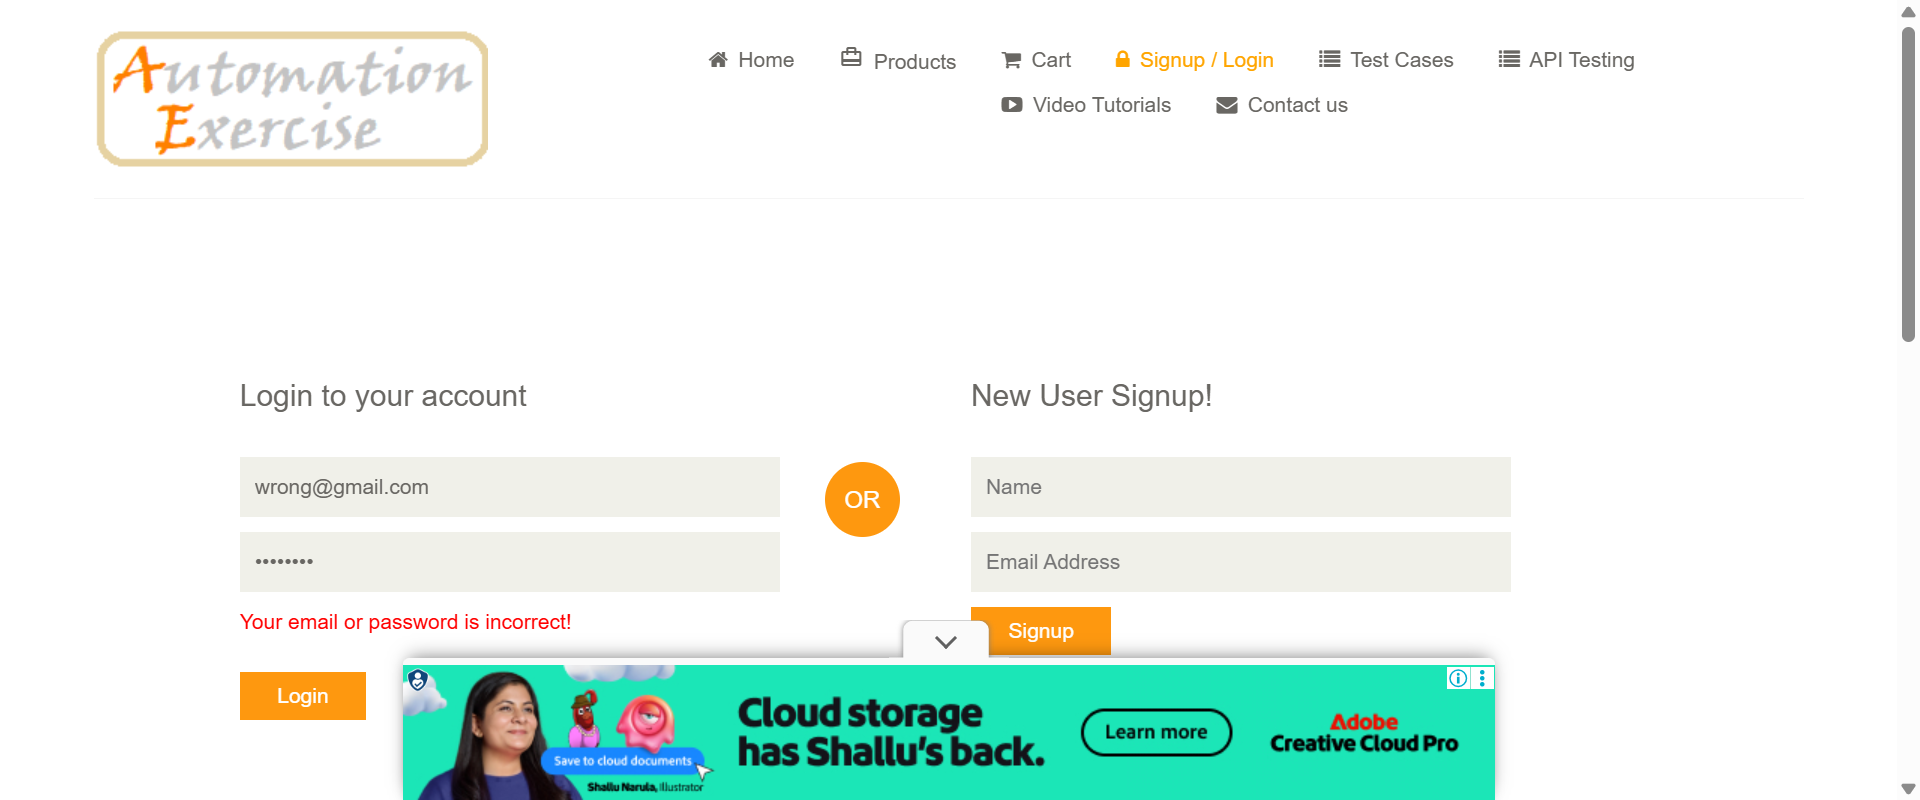 Automation
Exercise
Home
Products
Cart
Signup / Login
Test Cases
API Testing
Video Tutorials
Contact us
Login to your account
New User Signup!
wrong@gmail.com
OR
Name
••••••••
Email Address
Your email or password is incorrect!
Signup
Login
Cloud storage
has Shallu's back.
Save to cloud documents
Shallu Narula, Illustrator
Learn more
Adobe
Creative Cloud Pro